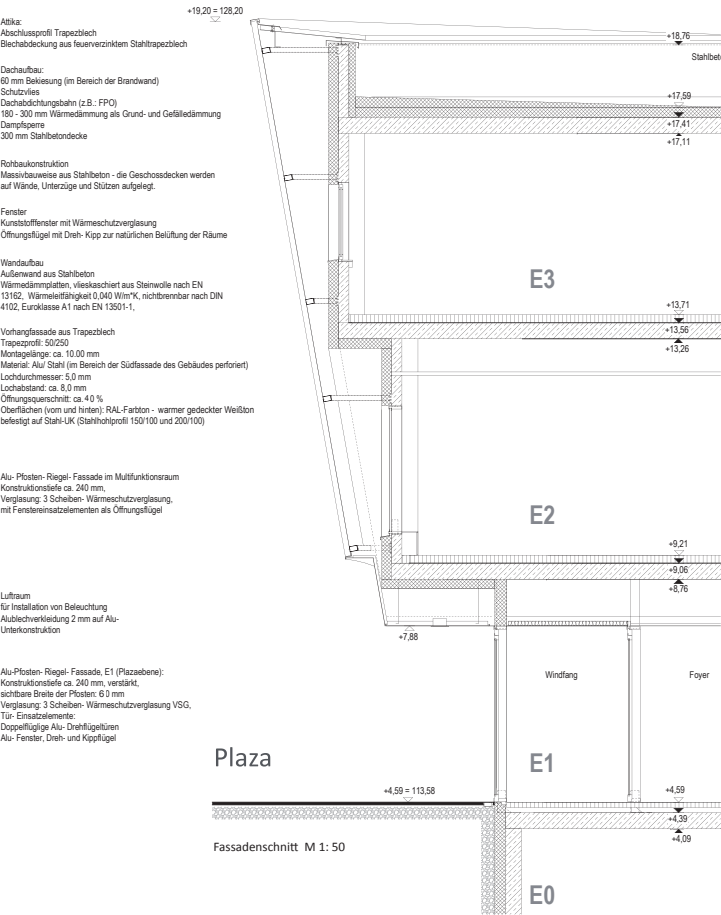 +19,20 = 128,20
Attika:
Abschlussprofil Trapezblech
Blechabdeckung aus feuerverzinktem Stahltrapezblech
Dachaufbau:
60 mm Bekiesung (im Bereich der Brandwand)
Schutzvlies
Dachabdichtungsbahn (z.B.: FPO)
180 - 300 mm Wärmedämmung als Grund- und Gefälledämmung
Dampfsperre
300 mm Stahlbetondecke
Rohbaukonstruktion
Massivbauweise aus Stahlbeton - die Geschossdecken werden
auf Wände, Unterzüge und Stützen aufgelegt.
Fenster
Kunststofffenster mit Wärmeschutzverglasung
Öffnungsflügel mit Dreh- Kipp zur natürlichen Belüftung der Räume
Wandaufbau
Außenwand aus Stahlbeton
Wärmedämmplatten, vlieskaschiert aus Steinwolle nach EN
13162, Wärmeleitfähigkeit 0,040 W/m*K, nichtbrennbar nach DIN
4102, Euroklasse A1 nach EN 13501-1,
Vorhangfassade aus Trapezblech
Trapezprofil: 50/250
Montagelänge: ca. 10.00 mm
Material: Alu/ Stahl (im Bereich der Südfassade des Gebäudes perforiert)
Lochdurchmesser: 5,0 mm
Lochabstand: ca. 8,0 mm
Öffnungsquerschnitt: ca. 40 %
Oberflächen (vorn und hinten): RAL-Farbton - warmer gedeckter Weißton
befestigt auf Stahl-UK (Stahlhohlprofil 150/100 und 200/100)
Alu- Pfosten- Riegel- Fassade im Multifunktionsraum
Konstruktionstiefe ca. 240 mm,
Verglasung: 3 Scheiben- Wärmeschutzverglasung,
mit Fenstereinsatzelementen als Öffnungsflügel
Luftraum
für Installation von Beleuchtung
Alublechverkleidung 2 mm auf Alu-
Unterkonstruktion
Alu-Pfosten- Riegel- Fassade, E1 (Plazaebene):
Konstruktionstiefe ca. 240 mm, verstärkt,
sichtbare Breite der Pfosten: 60 mm
Verglasung: 3 Scheiben- Wärmeschutzverglasung VSG,
Tür- Einsatzelemente:
Doppelflüglige Alu- Drehflügeltüren
Alu- Fenster, Dreh- und Kippflügel
+18,76
Stahlbet
+17,59
+17,41
+17,11
E3
+13,71
+13,56
+13,26
E2
+9,21
+9,06
+8,76
+7,88
Windfang
Foyer
Plaza
E1
+4,59 = 113,58
+4,59
+4,39
+4,09
Fassadenschnitt M 1: 50
E0